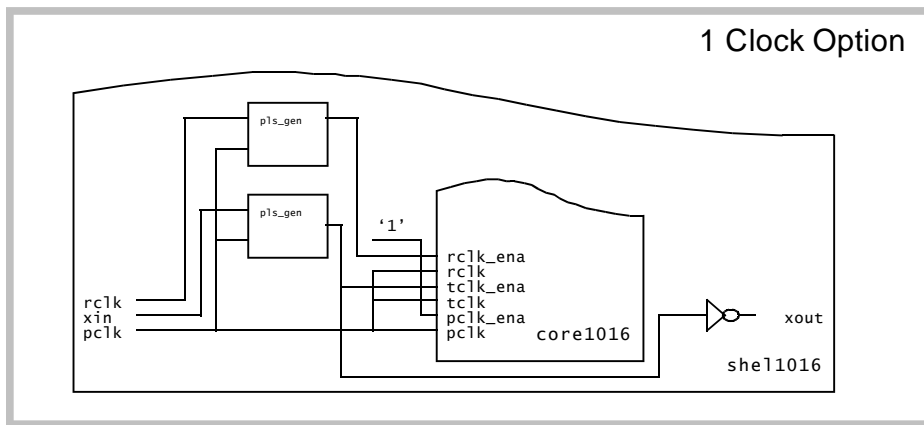 1 Clock Option
pls_gen
pls_gen
‘1’
rclk_ena
rclk
tclk_ena
tclk
pclk_ena
pclk
core1016
rclk
xin
pclk
xout
shel1016